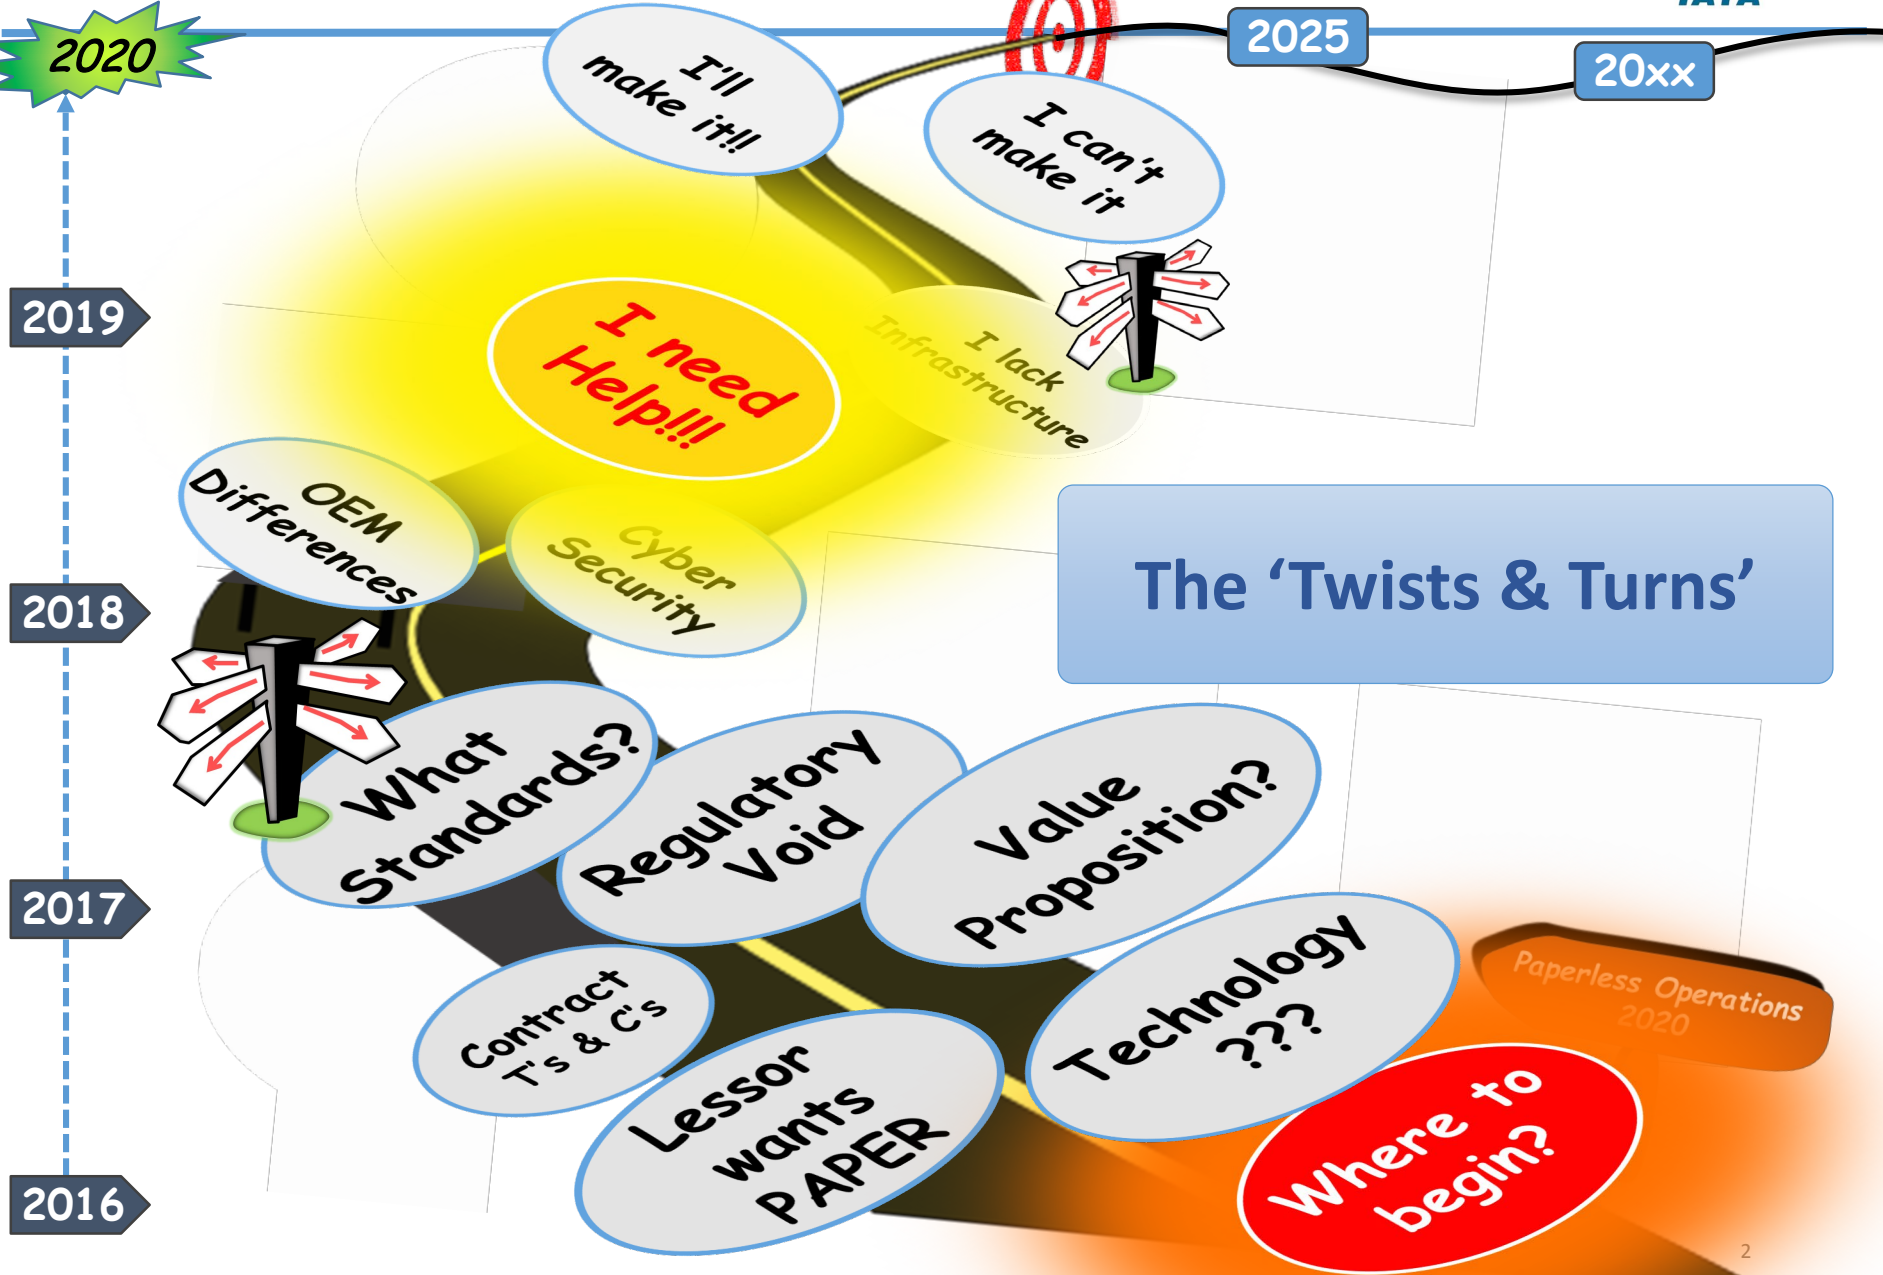 IATA
2020
2025
20xx
I'll
make it!!!
I can't
make it
2019
I need
Help!!!!
I lack
Infrastructure
OEM
Differences
Cyber
Security
2018
The ‘Twists & Turns’
What
Standards?
Regulatory
Void
Value
Proposition?
2017
Technology
???
Paperless Operations
2020
Contract
T's & C's
Lessor
wants
PAPER
Where to
begin?
2016
2